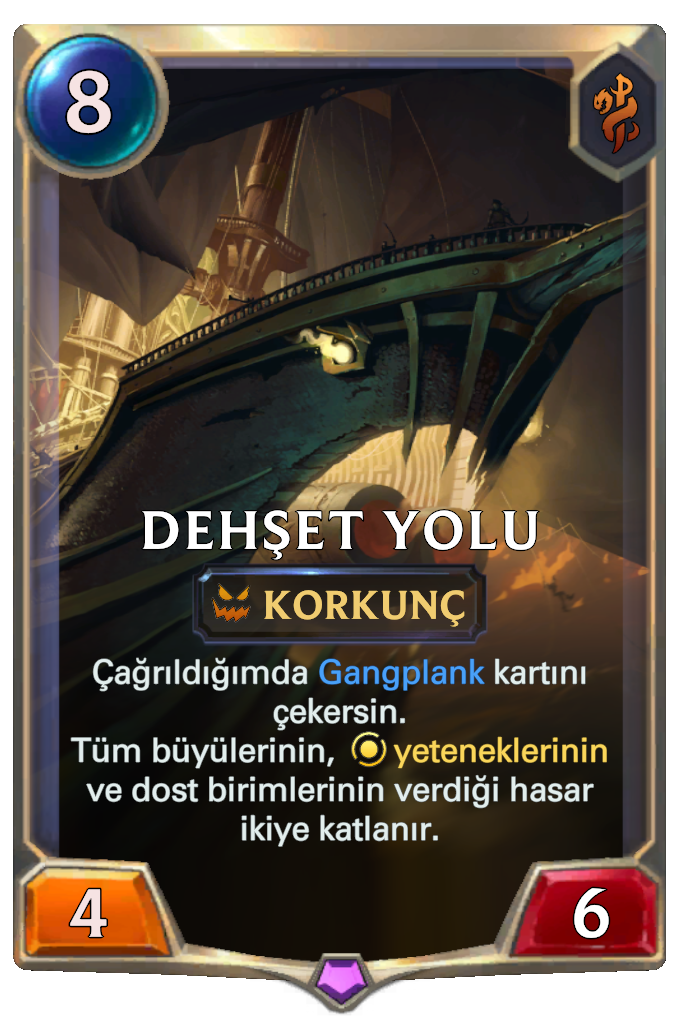 8
DEHŞET YOLU
KORKUNÇ
Çağrıldığımda Gangplank kartını
çekersin.
Tüm büyülerinin, yeteneklerinin
ve dost birimlerinin verdiği hasar
ikiye katlanır.
4
6